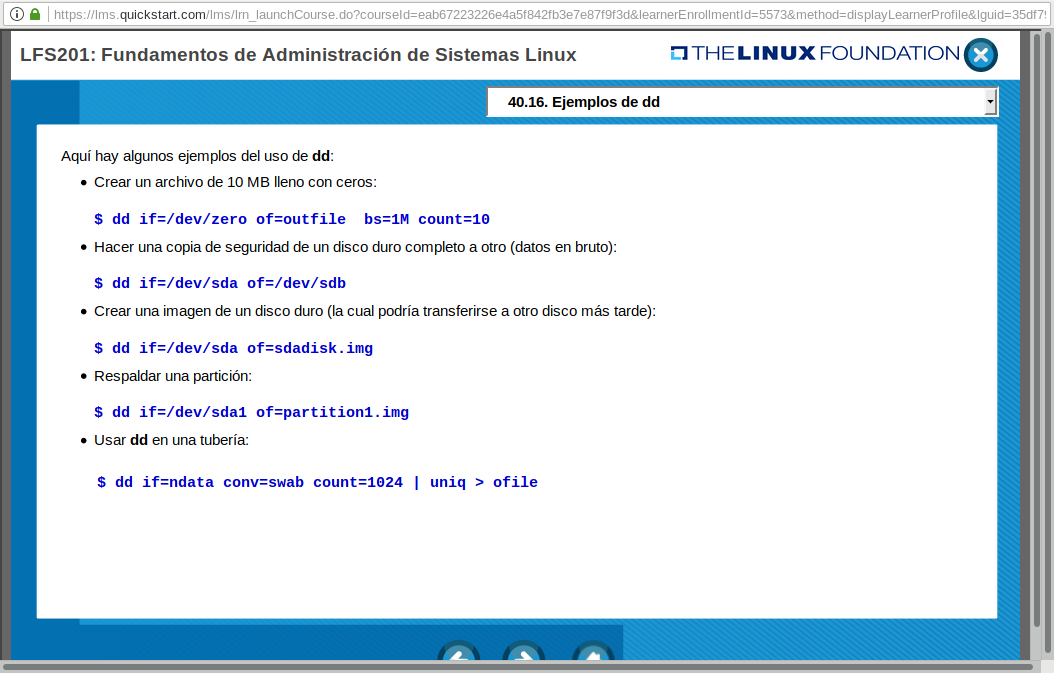 https://lms.quickstart.com/lms/lrn_launchCourse.do?courseId=eab67223226e4a5f842fb3e7e87f9f3d&learnerEnrollmentId=5573&method=displayLearnerProfile&lguid=35df79
LFS201: Fundamentos de Administración de Sistemas Linux
THE LINUX FOUNDATION
40.16. Ejemplos de dd
Aquí hay algunos ejemplos del uso de dd:
• Crear un archivo de 10 MB lleno con ceros:
$ dd if=/dev/zero of=outfile  bs=1M count=10
• Hacer una copia de seguridad de un disco duro completo a otro (datos en bruto):
$ dd if=/dev/sda of=/dev/sdb
• Crear una imagen de un disco duro (la cual podría transferirse a otro disco más tarde):
$ dd if=/dev/sda of=sdadisk.img
• Respaldar una partición:
$ dd if=/dev/sda1 of=partition1.img
• Usar dd en una tubería:
$ dd if=ndata conv=swab count=1024 | uniq > ofile